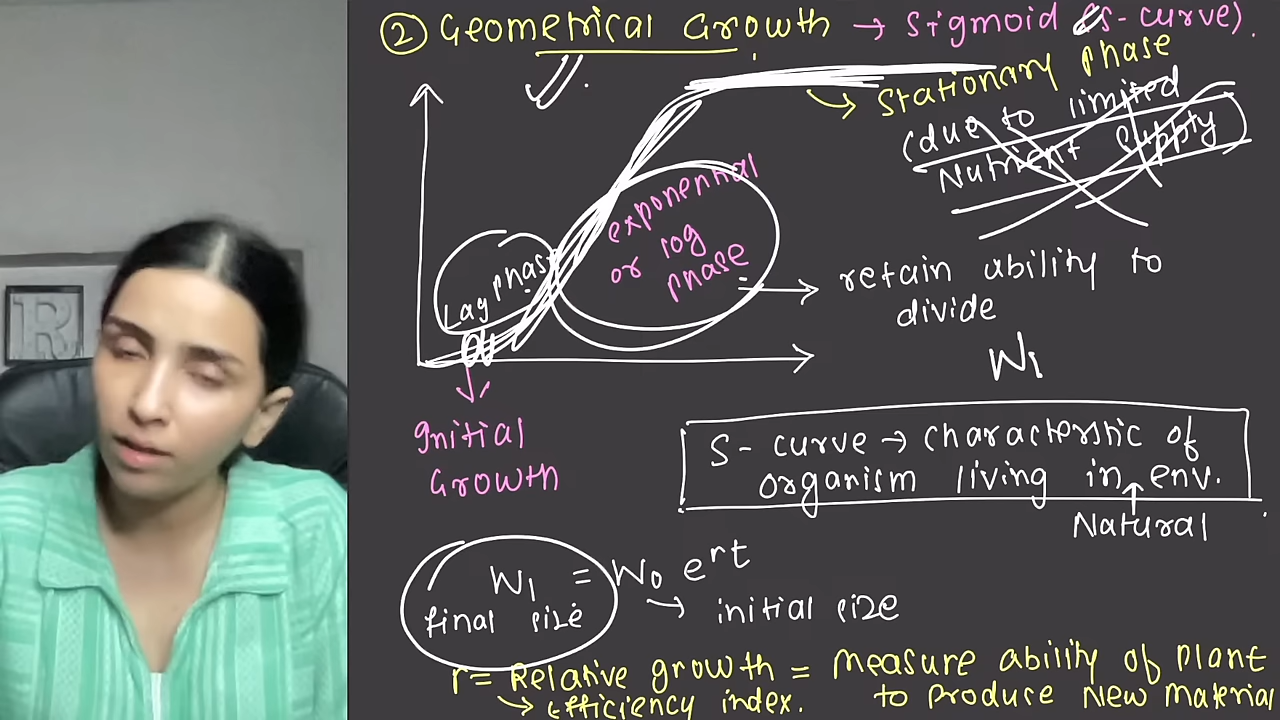 ② Geometrical Growth → Sigmoid (s-curve).
Stationary phase
(due to limited
Nutrient supply)
exponential
or log
phase
Lag phase
retain ability to
divide
W1
Initial
Growth
S-curve → characterstic of
organism living in env.
Natural
W1 = W0 e^rt
final size → initial size
r = Relative growth = Measure ability of plant
→ Efficiency index. to produce New Material
R